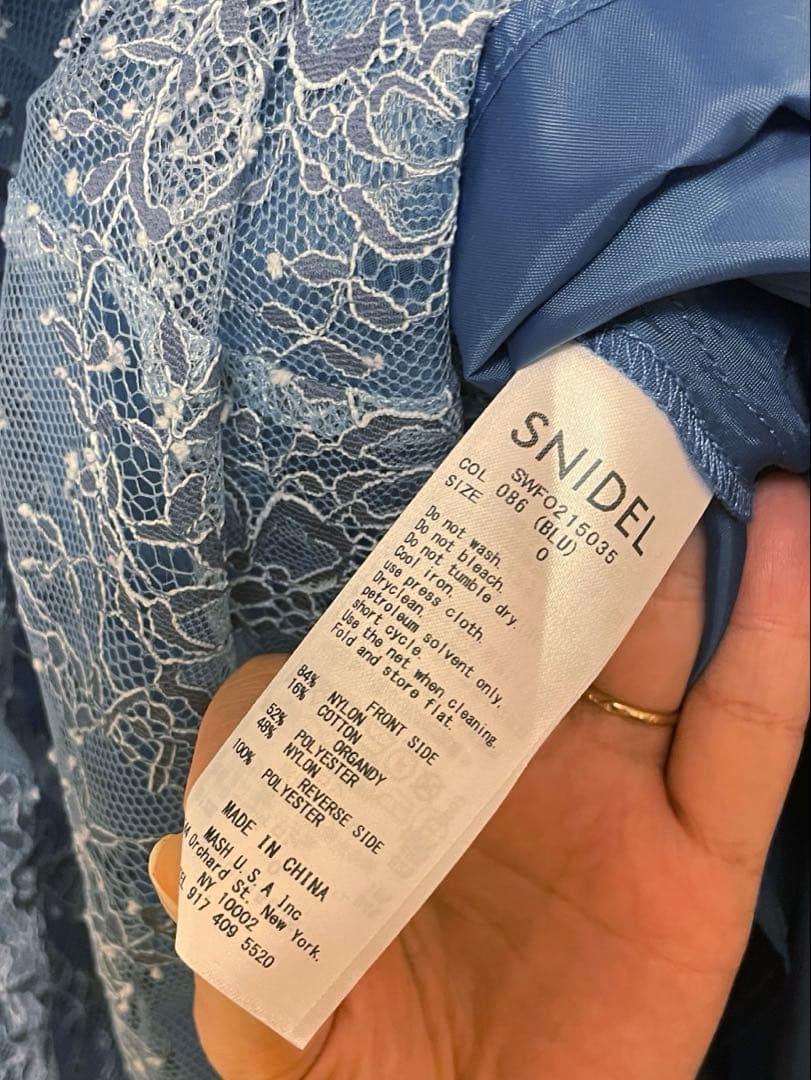 SNIDEL
SWFO215035
COL 086 (BLU)
SIZE 0
Do not wash.
Do not bleach.
Do not tumble dry.
Cool iron.
use press cloth.
Dryclean.
petroleum solvent only.
short cycle
Use the net when cleaning.
Fold and store flat.
FRONT SIDE
84% NYLON
16% COTTON
ORGANDY
52% POLYESTER
48% NYLON
REVERSE SIDE
100% POLYESTER
MADE IN CHINA
MASH U.S.A Inc
Orchard St. New York.
NY 10002
917 409 5520